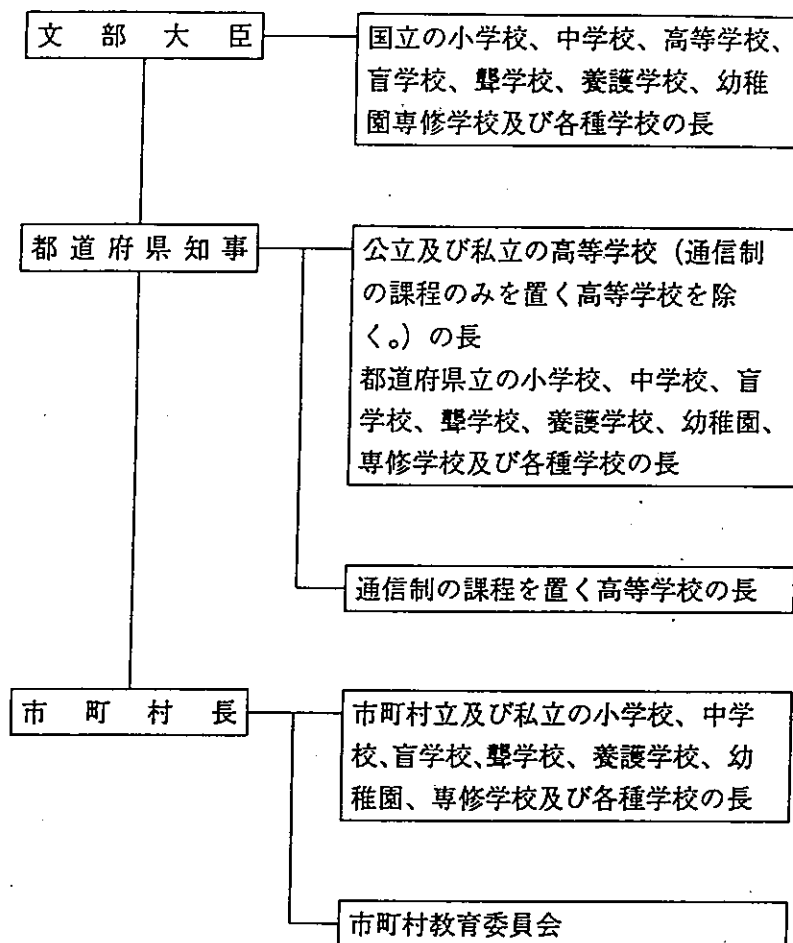 文部大臣
国立の小学校、中学校、高等学校、
盲学校、聾学校、養護学校、幼稚
園専修学校及び各種学校の長
都道府県知事
公立及び私立の高等学校（通信制
の課程のみを置く高等学校を除
く。）の長
都道府県立の小学校、中学校、盲
学校、聾学校、養護学校、幼稚園、
専修学校及び各種学校の長
通信制の課程を置く高等学校の長
市町村長
市町村立及び私立の小学校、中学
校、盲学校、聾学校、養護学校、幼
稚園、専修学校及び各種学校の長
市町村教育委員会